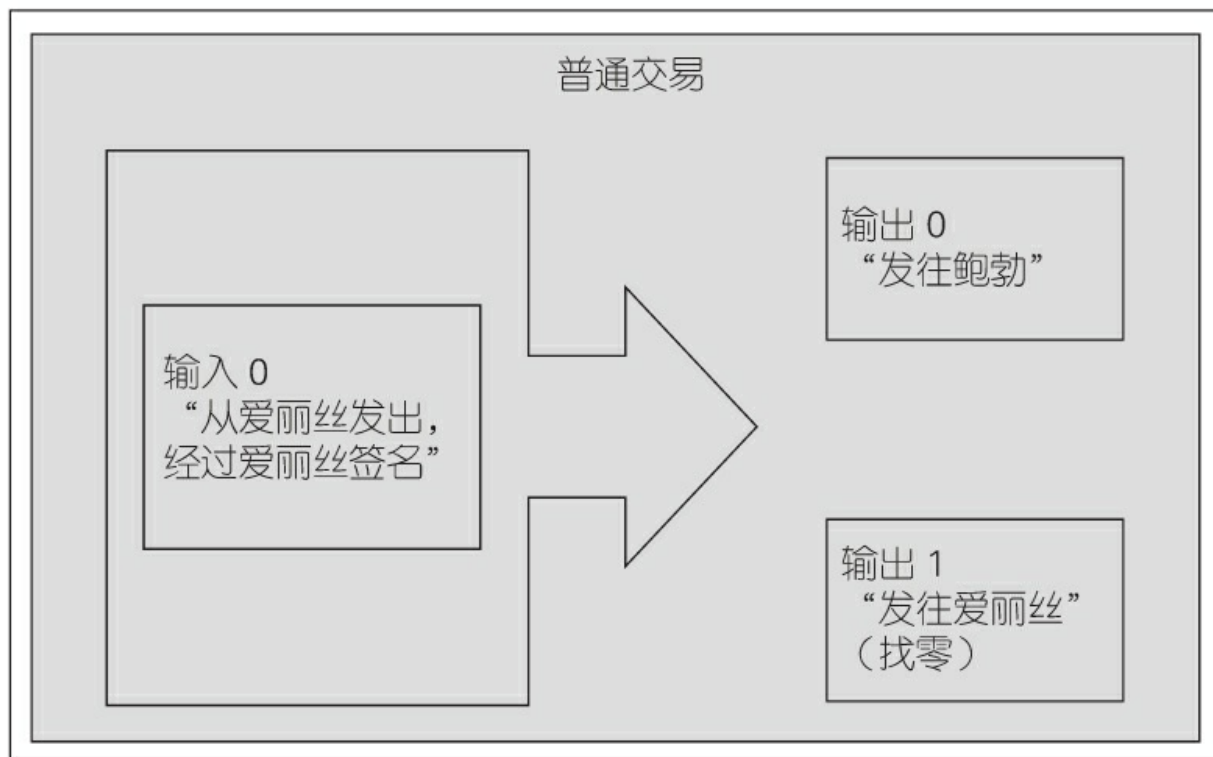 普通交易
输入 0
“从爱丽丝发出，
经过爱丽丝签名”
输出 0
“发往鲍勃”
输出 1
“发往爱丽丝”
（找零）